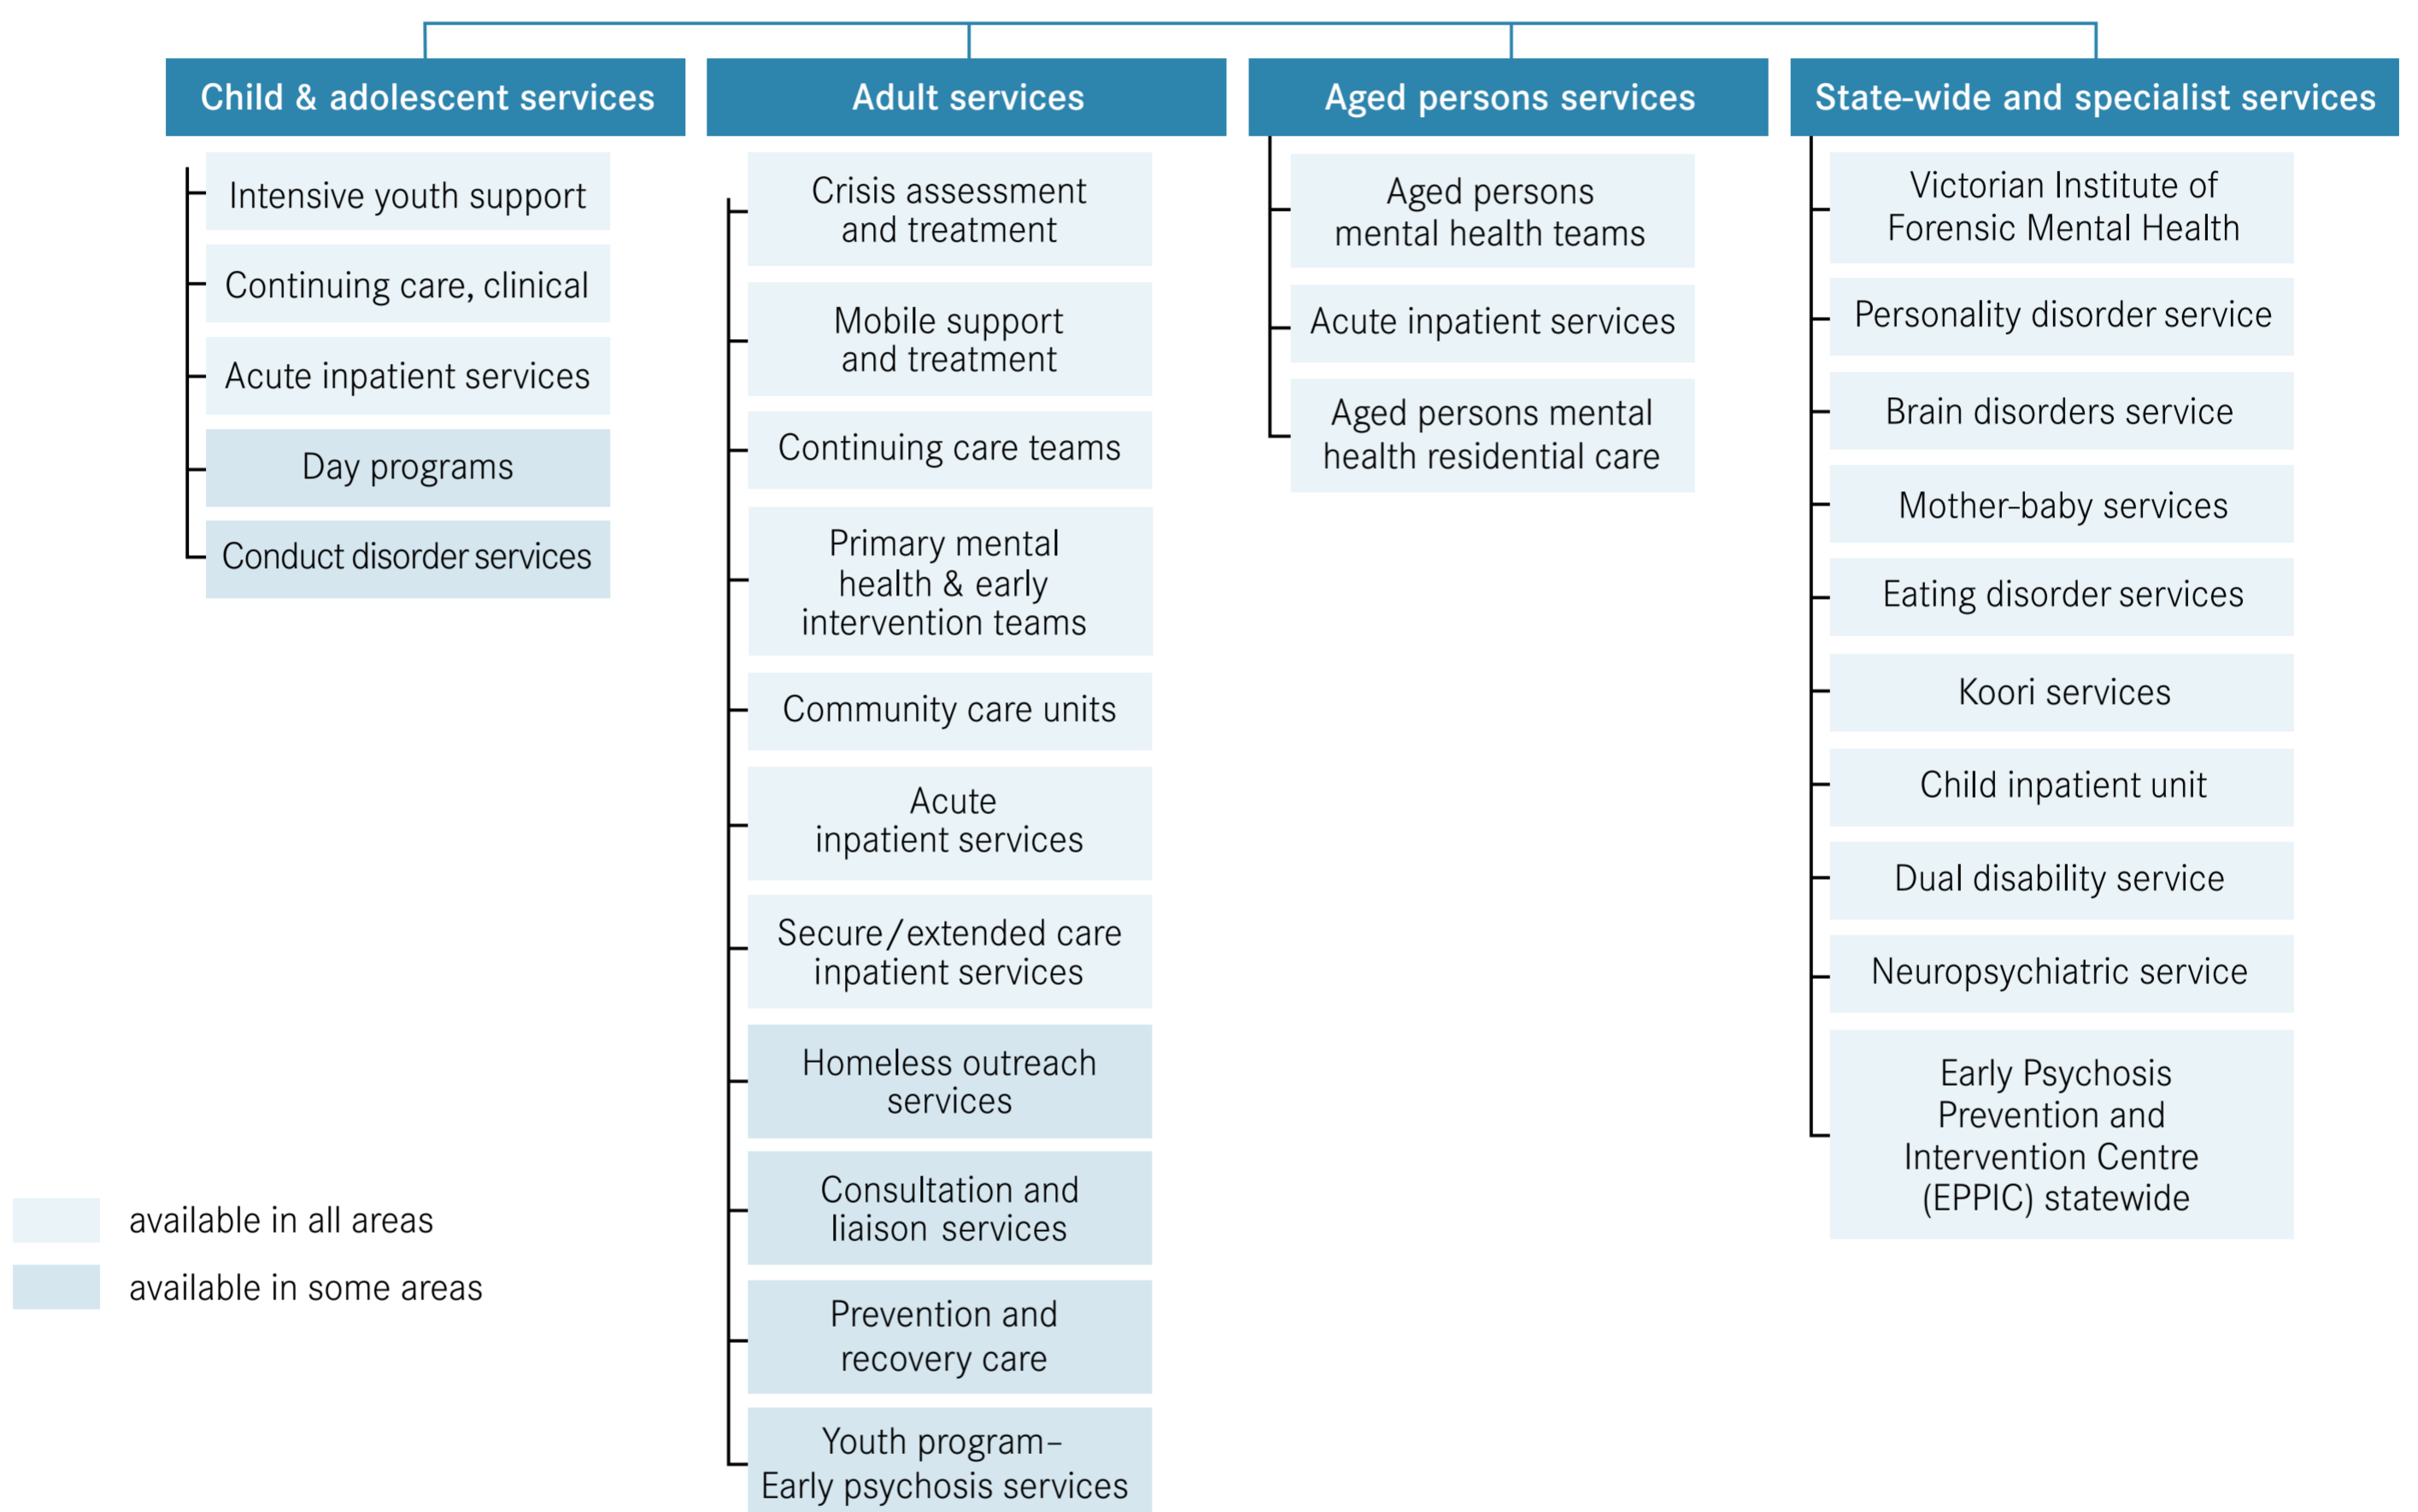 Child & adolescent services
Intensive youth support
Continuing care, clinical
Acute inpatient services
Day programs
Conduct disorder services
Adult services
Crisis assessment
and treatment
Mobile support
and treatment
Continuing care teams
Primary mental
health & early
intervention teams
Community care units
Acute
inpatient services
Secure/extended care
inpatient services
Homeless outreach
services
Consultation and
liaison services
Prevention and
recovery care
Youth program–
Early psychosis services
Aged persons services
Aged persons
mental health teams
Acute inpatient services
Aged persons mental
health residential care
State-wide and specialist services
Victorian Institute of
Forensic Mental Health
Personality disorder service
Brain disorders service
Mother-baby services
Eating disorder services
Koori services
Child inpatient unit
Dual disability service
Neuropsychiatric service
Early Psychosis
Prevention and
Intervention Centre
(EPPIC) statewide
available in all areas
available in some areas